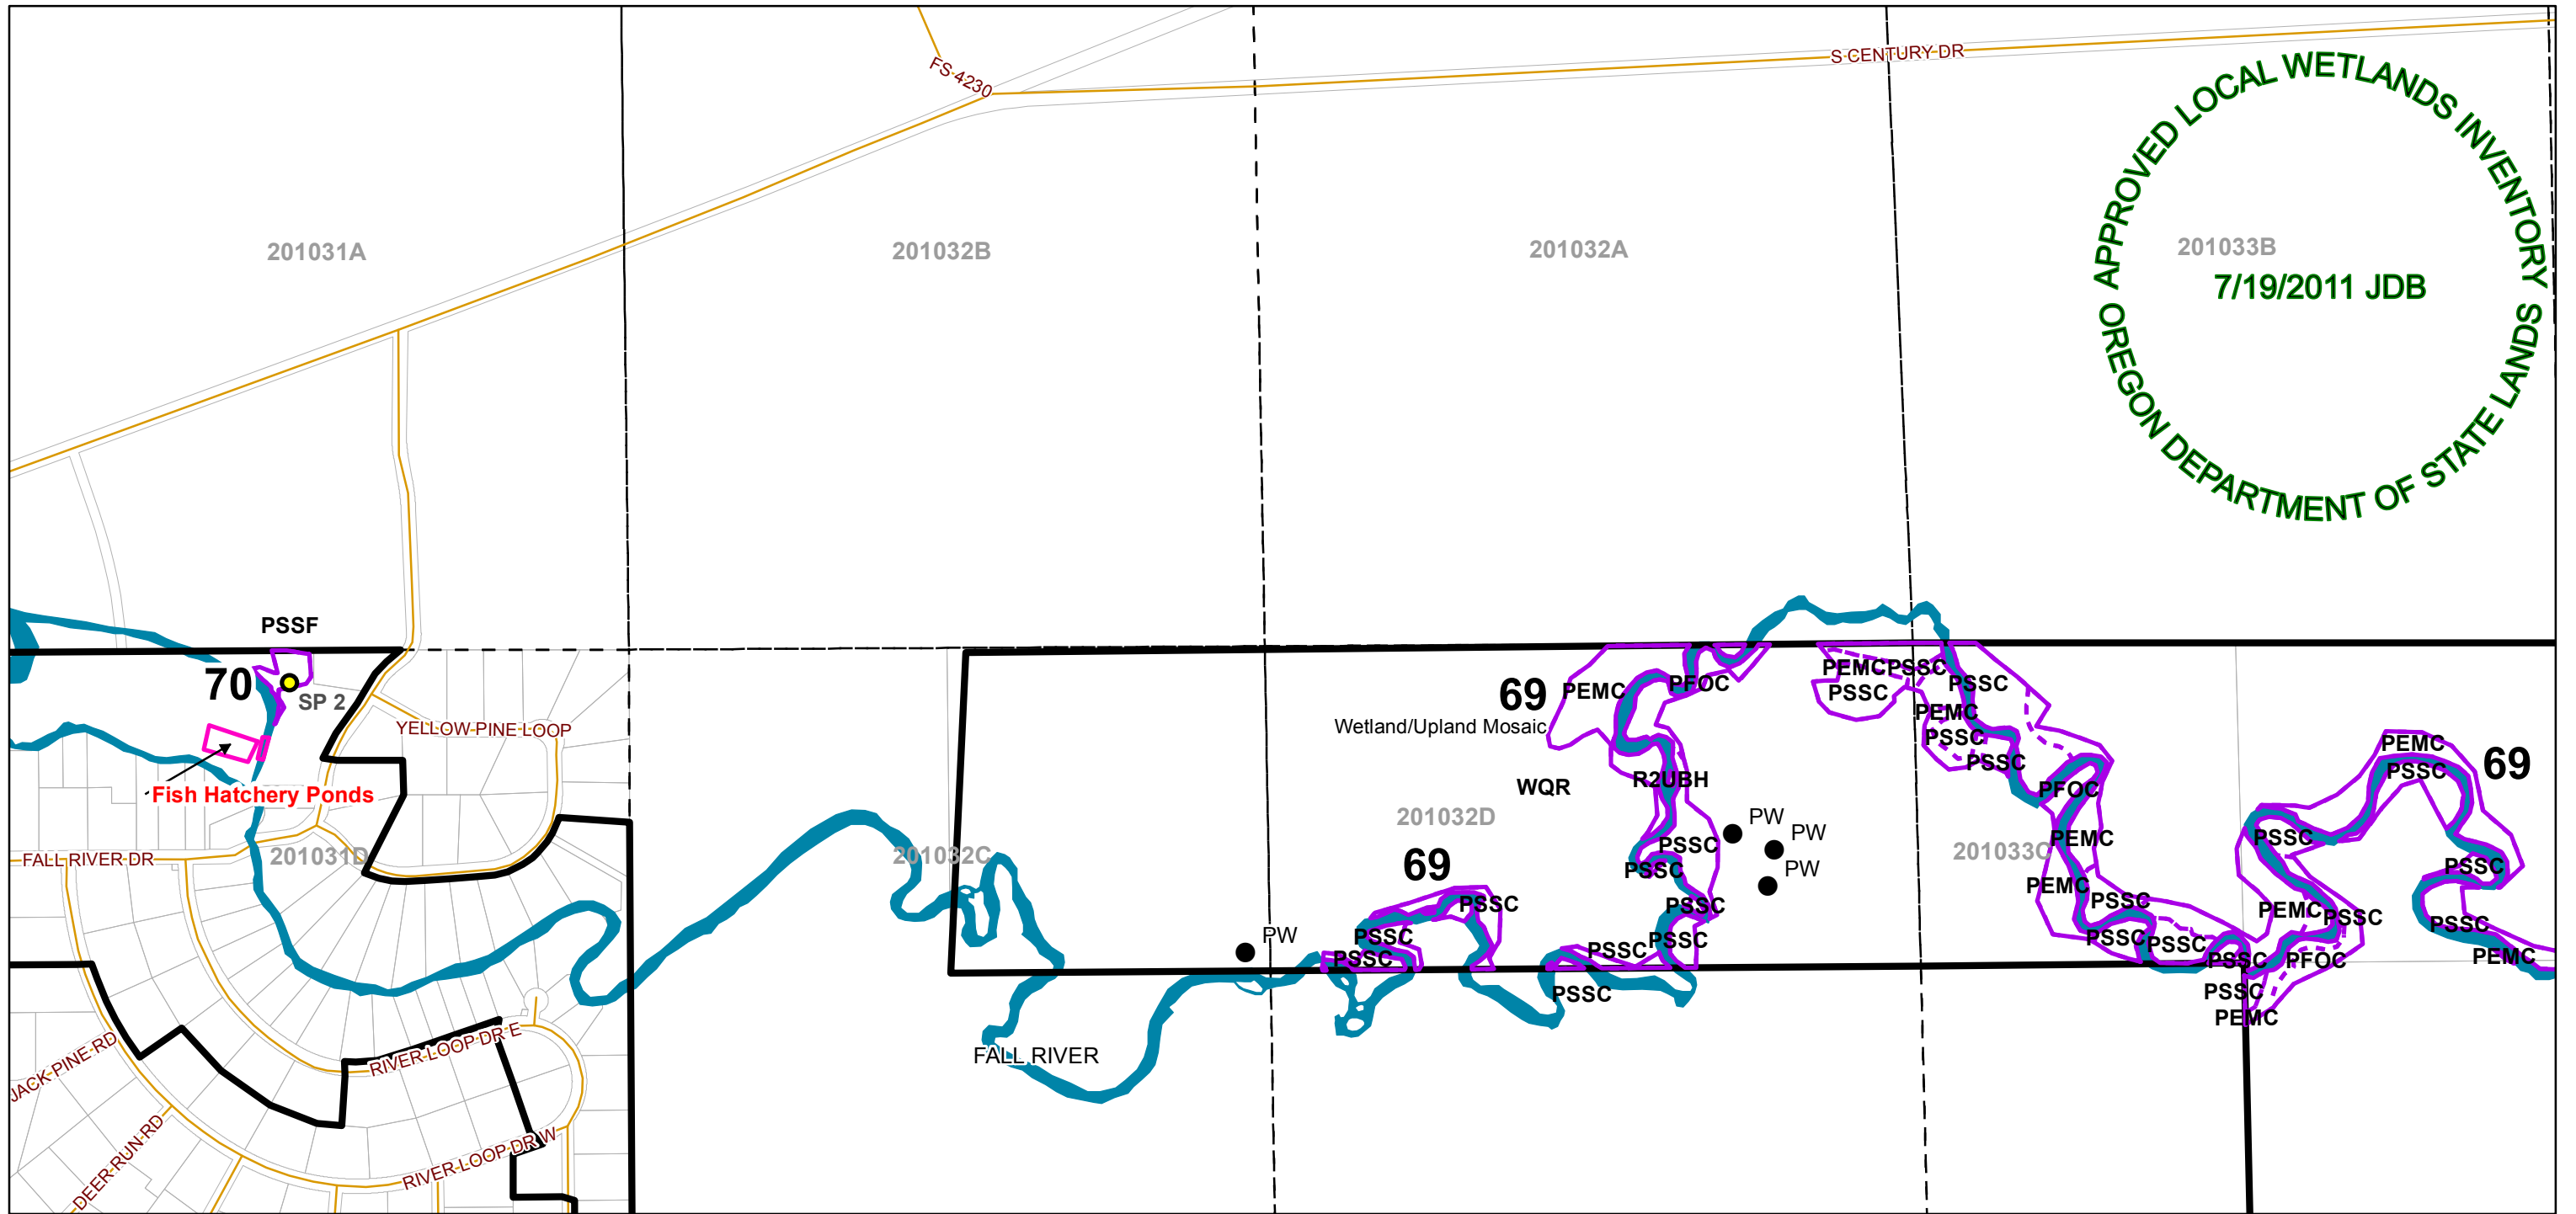 FS 4230
S CENTURY DR
APPROVED LOCAL WETLANDS INVENTORY
OREGON DEPARTMENT OF STATE LANDS
7/19/2011 JDB
201031A
201032B
201032A
201033B
PSSF
70
SP 2
Fish Hatchery Ponds
YELLOW PINE LOOP
FALL RIVER DR
201031D
JACK PINE RD
DEER RUN RD
RIVER LOOP DR E
RIVER LOOP DR W
201032C
FALL RIVER
PW
69
Wetland/Upland Mosaic
PEMC
PFOC
WQR
R2UBH
201032D
69
PSSC
PSSC
PSSC
PSSC
PSSC
PSSC
PSSC
PSSC
PSSC
PW
PW
PW
PEMC
PSSC
PSSC
PSSC
PEMC
PSSC
PSSC
PFOC
PEMC
201033C
PEMC
PSSC
PSSC
PSSC
PSSC
PSSC
PEMC
PFOC
PEMC
PSSC
PSSC
PEMC
PSSC
69
PSSC
PSSC
PEMC